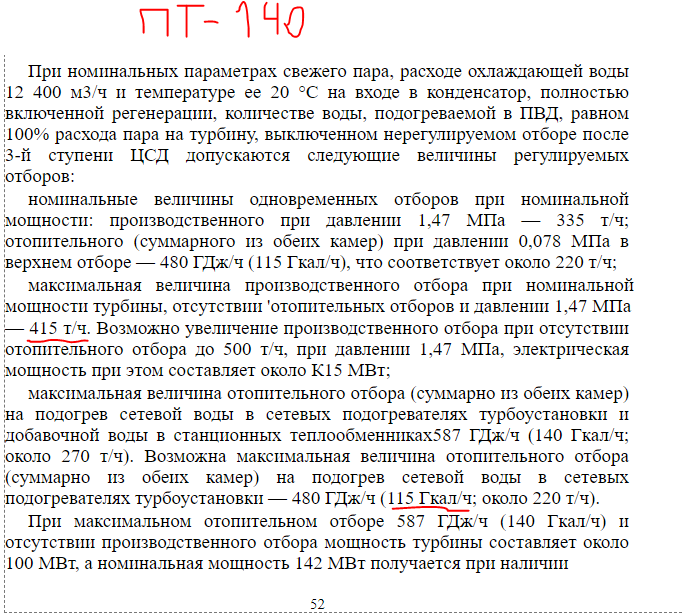 ПТ-140
При номинальных параметрах свежего пара, расходе охлаждающей воды
12 400 м3/ч и температуре ее 20 °С на входе в конденсатор, полностью
включенной регенерации, количестве воды, подогреваемой в ПВД, равном
100% расхода пара на турбину, выключенном нерегулируемом отборе после
3-й ступени ЦСД допускаются следующие величины регулируемых
отборов:
номинальные величины одновременных отборов при номинальной
мощности: производственного при давлении 1,47 МПа — 335 т/ч;
отопительного (суммарного из обеих камер) при давлении 0,078 МПа в
верхнем отборе — 480 ГДж/ч (115 Гкал/ч), что соответствует около 220 т/ч;
максимальная величина производственного отбора при номинальной
мощности турбины, отсутствии 'отопительных отборов и давлении 1,47 МПа
— 415 т/ч. Возможно увеличение производственного отбора при отсутствии
отопительного отбора до 500 т/ч, при давлении 1,47 МПа, электрическая
мощность при этом составляет около К15 МВт;
максимальная величина отопительного отбора (суммарно из обеих камер)
на подогрев сетевой воды в сетевых подогревателях турбоустановки и
добавочной воды в станционных теплообменниках587 ГДж/ч (140 Гкал/ч;
около 270 т/ч). Возможна максимальная величина отопительного отбора
(суммарно из обеих камер) на подогрев сетевой воды в сетевых
подогревателях турбоустановки — 480 ГДж/ч (115 Гкал/ч; около 220 т/ч).
При максимальном отопительном отборе 587 ГДж/ч (140 Гкал/ч) и
отсутствии производственного отбора мощность турбины составляет около
100 МВт, а номинальная мощность 142 МВт получается при наличии
52